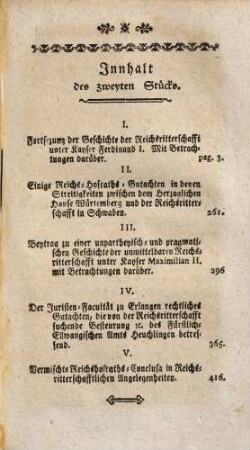 Innhalt
des zweyten Stücks.
I.
Fortsezung der Geschichte der Reichsritterschafft
unter Kayser Ferdinand I. Mit Betrach-
tungen darüber. pag. 3.
II.
Einige Reichs-Hofraths-Gutachten in denen
Streitigkeiten zwischen dem Herzoglichen
Hause Würtemberg und der Reichsritter-
schafft in Schwaben. 261.
III.
Beytrag zu einer unpartheyisch- und pragmati-
schen Geschichte der unmittelbaren Reichs-
ritterschafft unter Kayser Maximilian II.
mit Betrachtungen darüber. 296
IV.
Der Juristen-Facultät zu Erlangen rechtliches
Gutachten, die von der Reichsritterschafft
suchende Besteurung ꝛc. des Fürstlich-
Ellwangischen Amts Heuchlingen betref-
fend. 365.
V.
Vermischte Reichshofraths-Conclusa in Reichs-
ritterschafftlichen Angelegenheiten. 416.